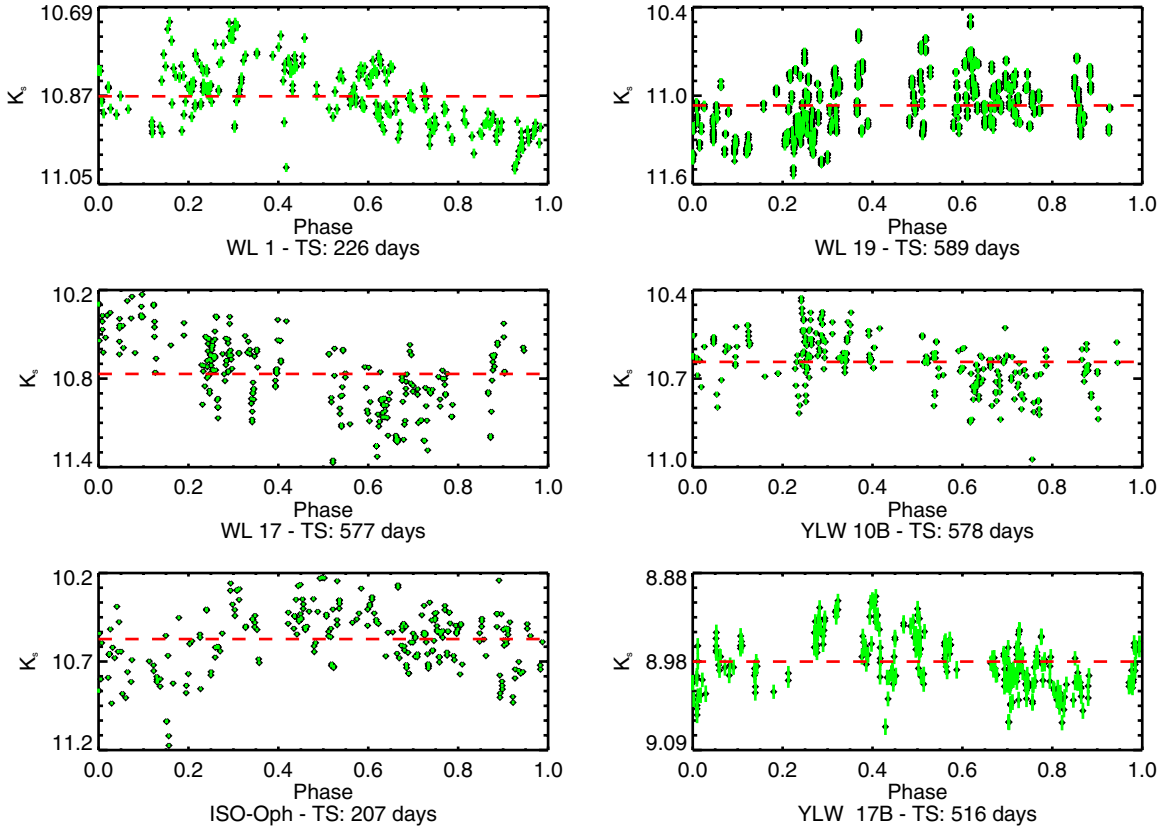 10.69
10.87
11.05
K_s
0.0 0.2 0.4 0.6 0.8 1.0
Phase
WL 1 - TS: 226 days
10.4
11.0
11.6
K_s
0.0 0.2 0.4 0.6 0.8 1.0
Phase
WL 19 - TS: 589 days
10.2
10.8
11.4
K_s
0.0 0.2 0.4 0.6 0.8 1.0
Phase
WL 17 - TS: 577 days
10.4
10.7
11.0
K_s
0.0 0.2 0.4 0.6 0.8 1.0
Phase
YLW 10B - TS: 578 days
10.2
10.7
11.2
K_s
0.0 0.2 0.4 0.6 0.8 1.0
Phase
ISO-Oph - TS: 207 days
8.88
8.98
9.09
K_s
0.0 0.2 0.4 0.6 0.8 1.0
Phase
YLW 17B - TS: 516 days